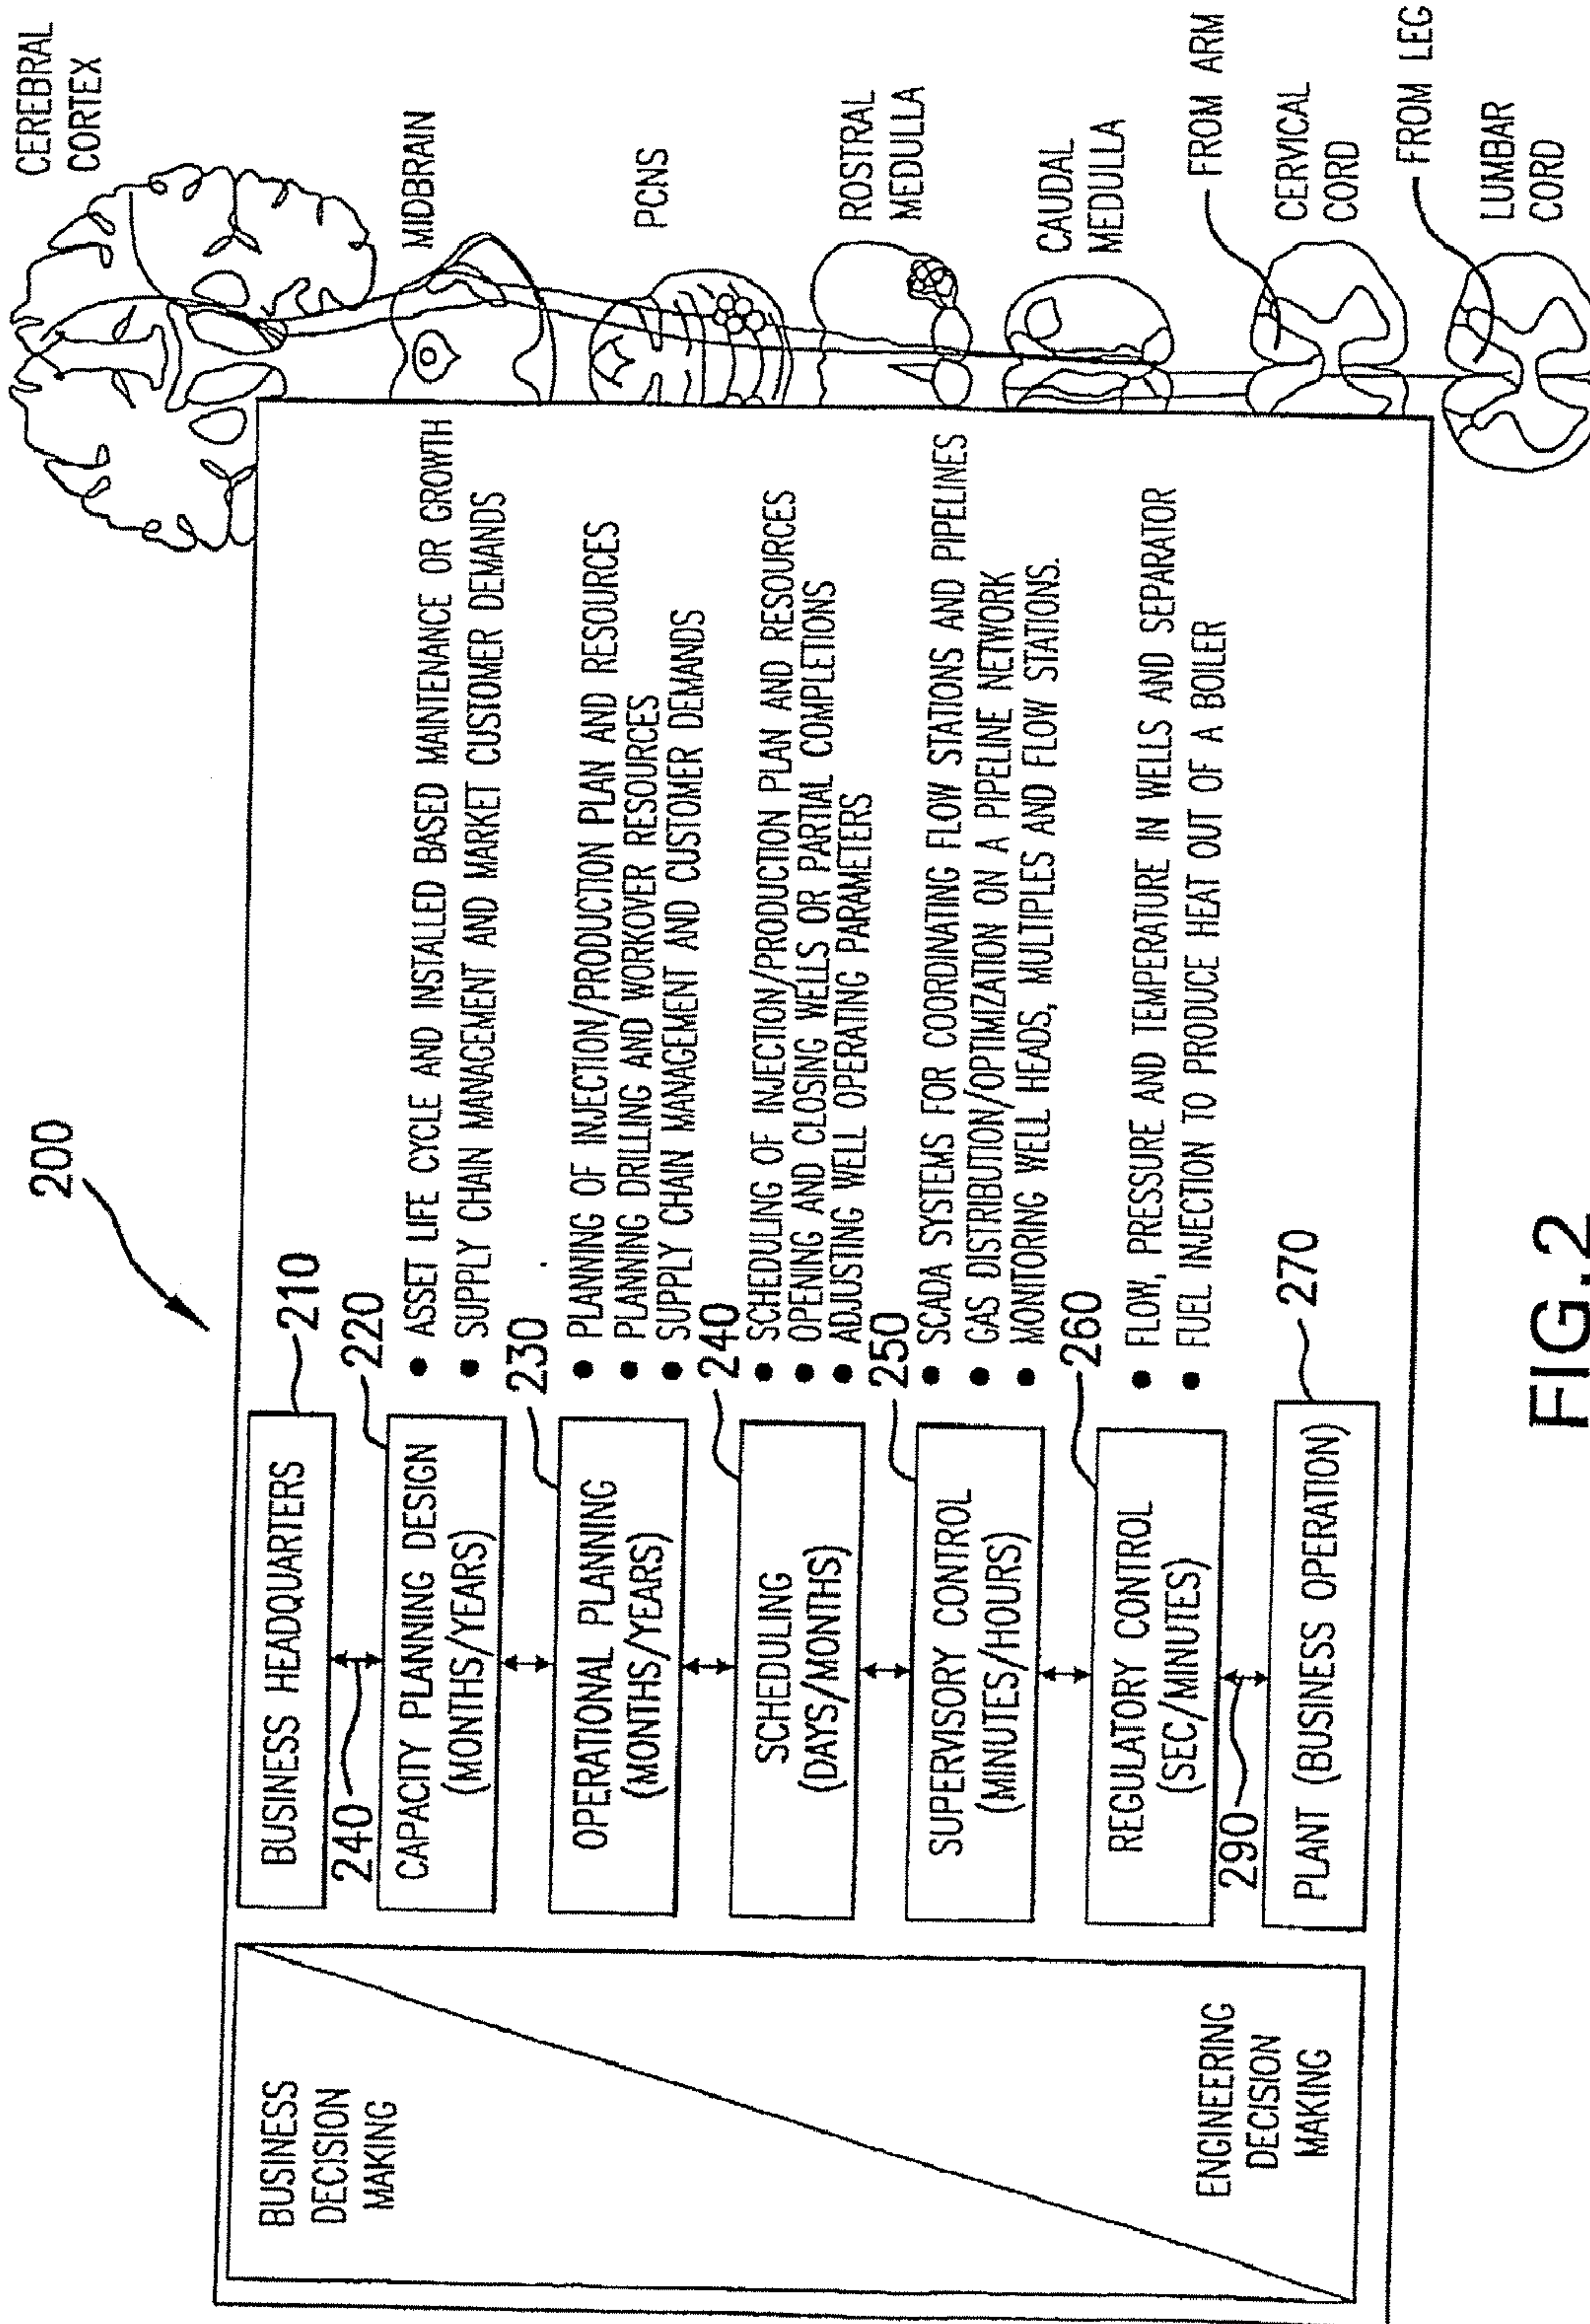 200
BUSINESS
DECISION
MAKING
ENGINEERING
DECISION
MAKING
BUSINESS HEADQUARTERS
210
240
CAPACITY PLANNING DESIGN
(MONTHS/YEARS)
220
• ASSET LIFE CYCLE AND INSTALLED BASED MAINTENANCE OR GROWTH
• SUPPLY CHAIN MANAGEMENT AND MARKET CUSTOMER DEMANDS
OPERATIONAL PLANNING
(MONTHS/YEARS)
230
• PLANNING OF INJECTION/PRODUCTION PLAN AND RESOURCES
• PLANNING DRILLING AND WORKOVER RESOURCES
• SUPPLY CHAIN MANAGEMENT AND CUSTOMER DEMANDS
SCHEDULING
(DAYS/MONTHS)
240
• SCHEDULING OF INJECTION/PRODUCTION PLAN AND RESOURCES
• OPENING AND CLOSING WELLS OR PARTIAL COMPLETIONS
• ADJUSTING WELL OPERATING PARAMETERS
SUPERVISORY CONTROL
(MINUTES/HOURS)
250
• SCADA SYSTEMS FOR COORDINATING FLOW STATIONS AND PIPELINES
• GAS DISTRIBUTION/OPTIMIZATION ON A PIPELINE NETWORK
• MONITORING WELL HEADS, MULTIPLES AND FLOW STATIONS.
REGULATORY CONTROL
(SEC/MINUTES)
260
• FLOW, PRESSURE AND TEMPERATURE IN WELLS AND SEPARATOR
• FUEL INJECTION TO PRODUCE HEAT OUT OF A BOILER
290
PLANT (BUSINESS OPERATION)
270
CEREBRAL
CORTEX
MIDBRAIN
PCNS
ROSTRAL
MEDULLA
CAUDAL
MEDULLA
FROM ARM
CERVICAL
CORD
FROM LEG
LUMBAR
CORD
FIG.2